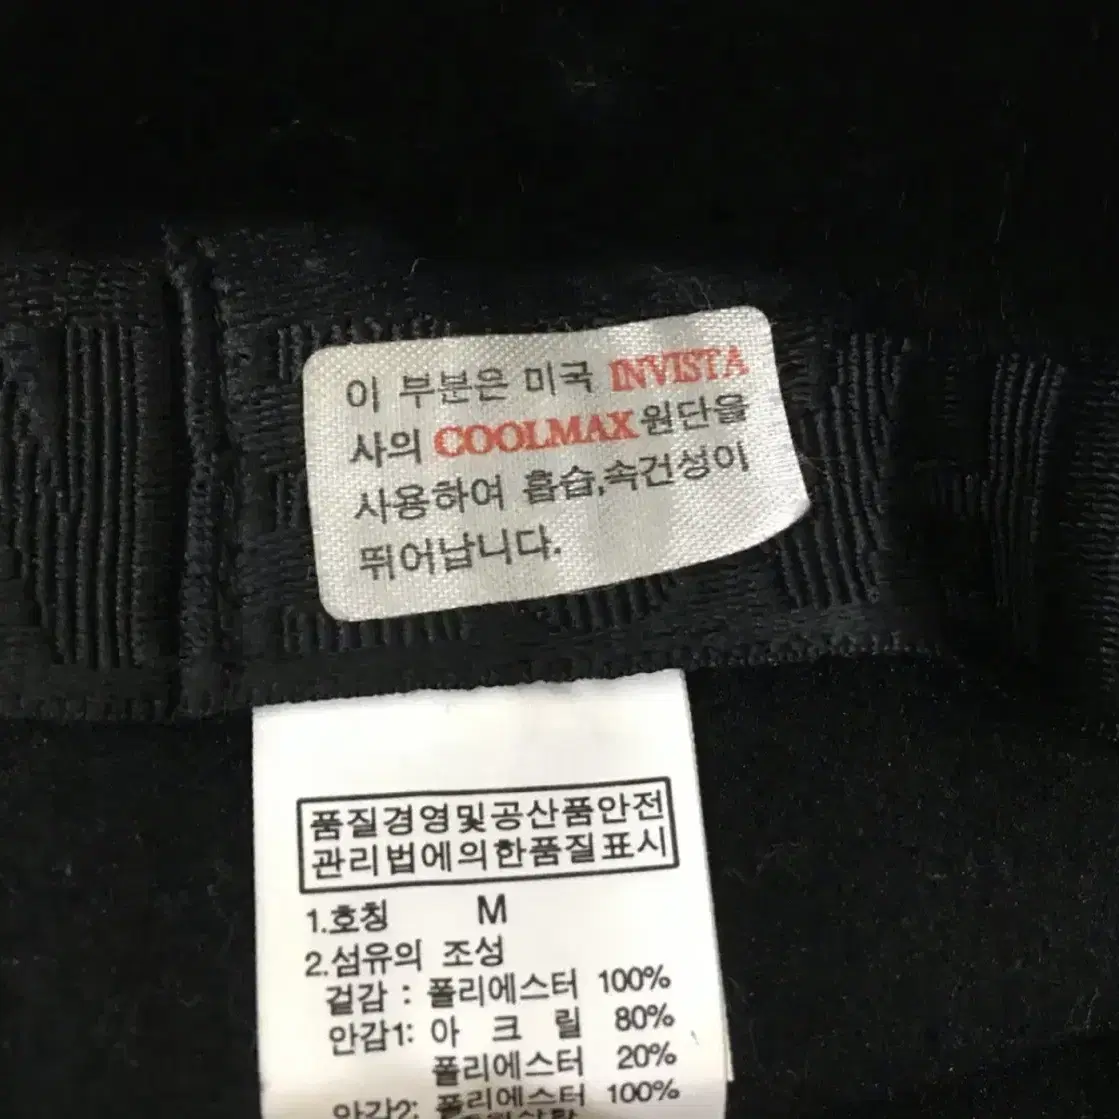 이 부분은 미국 INVISTA
사의 COOLMAX원단을
사용하여 흡습,속건성이
뛰어납니다.
품질경영및공산품안전
관리법에의한품질표시
1.호칭 M
2.섬유의 조성
겉감 : 폴리에스터 100%
안감1: 아 크 릴 80%
폴리에스터 20%
안감2: 폴리에스터 100%